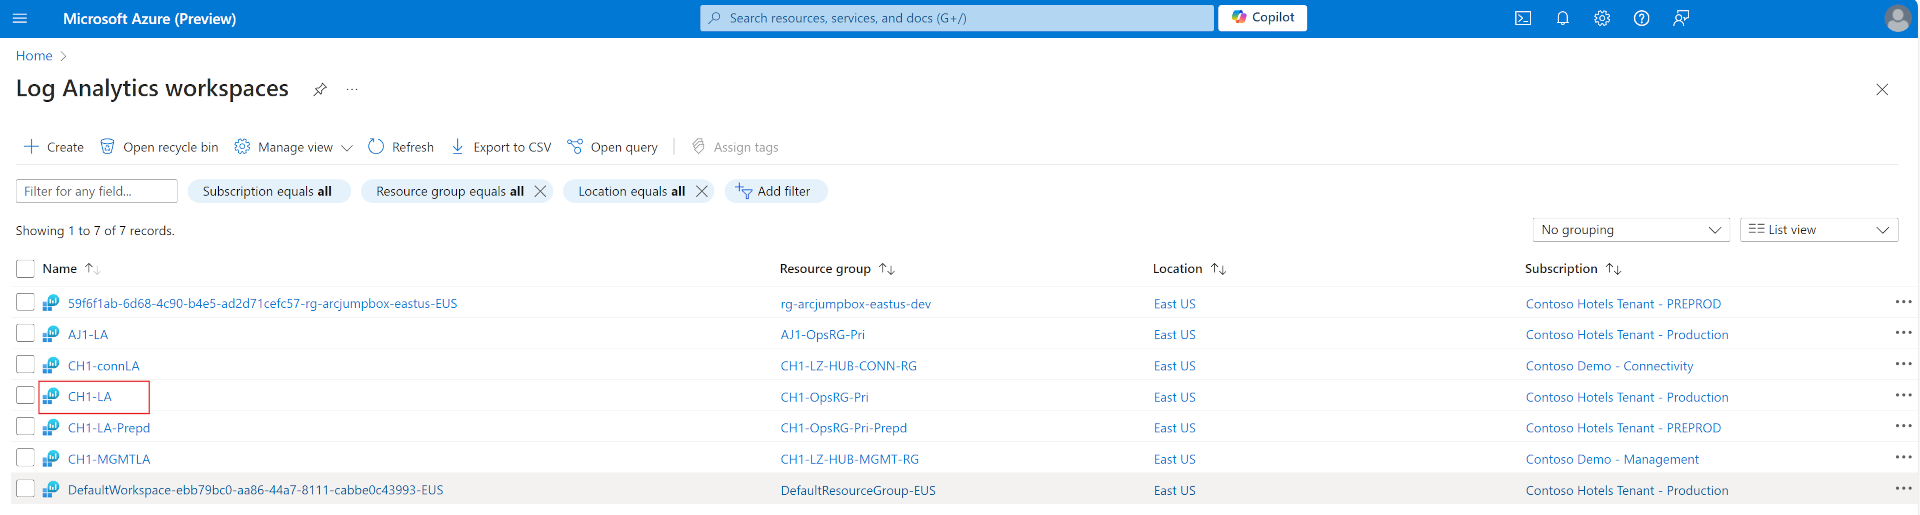 Microsoft Azure (Preview)
Search resources, services, and docs (G+/)
Copilot
Home
Log Analytics workspaces
Create
Open recycle bin
Manage view
Refresh
Export to CSV
Open query
Assign tags
Filter for any field...
Subscription equals all
Resource group equals all
Location equals all
Add filter
Showing 1 to 7 of 7 records.
No grouping
List view
Name Resource group Location Subscription
59f6f1ab-6d68-4c90-b4e5-ad2d71cefc57-rg-arcjumpbox-eastus-EUS rg-arcjumpbox-eastus-dev East US Contoso Hotels Tenant - PREPROD
AJ1-LA AJ1-OpsRG-Pri East US Contoso Hotels Tenant - Production
CH1-connLA CH1-LZ-HUB-CONN-RG East US Contoso Demo - Connectivity
CH1-LA CH1-OpsRG-Pri East US Contoso Hotels Tenant - Production
CH1-LA-Prepd CH1-OpsRG-Pri-Prepd East US Contoso Hotels Tenant - PREPROD
CH1-MGMTLA CH1-LZ-HUB-MGMT-RG East US Contoso Demo - Management
DefaultWorkspace-ebb79bc0-aa86-44a7-8111-cabbe0c43993-EUS DefaultResourceGroup-EUS East US Contoso Hotels Tenant - Production